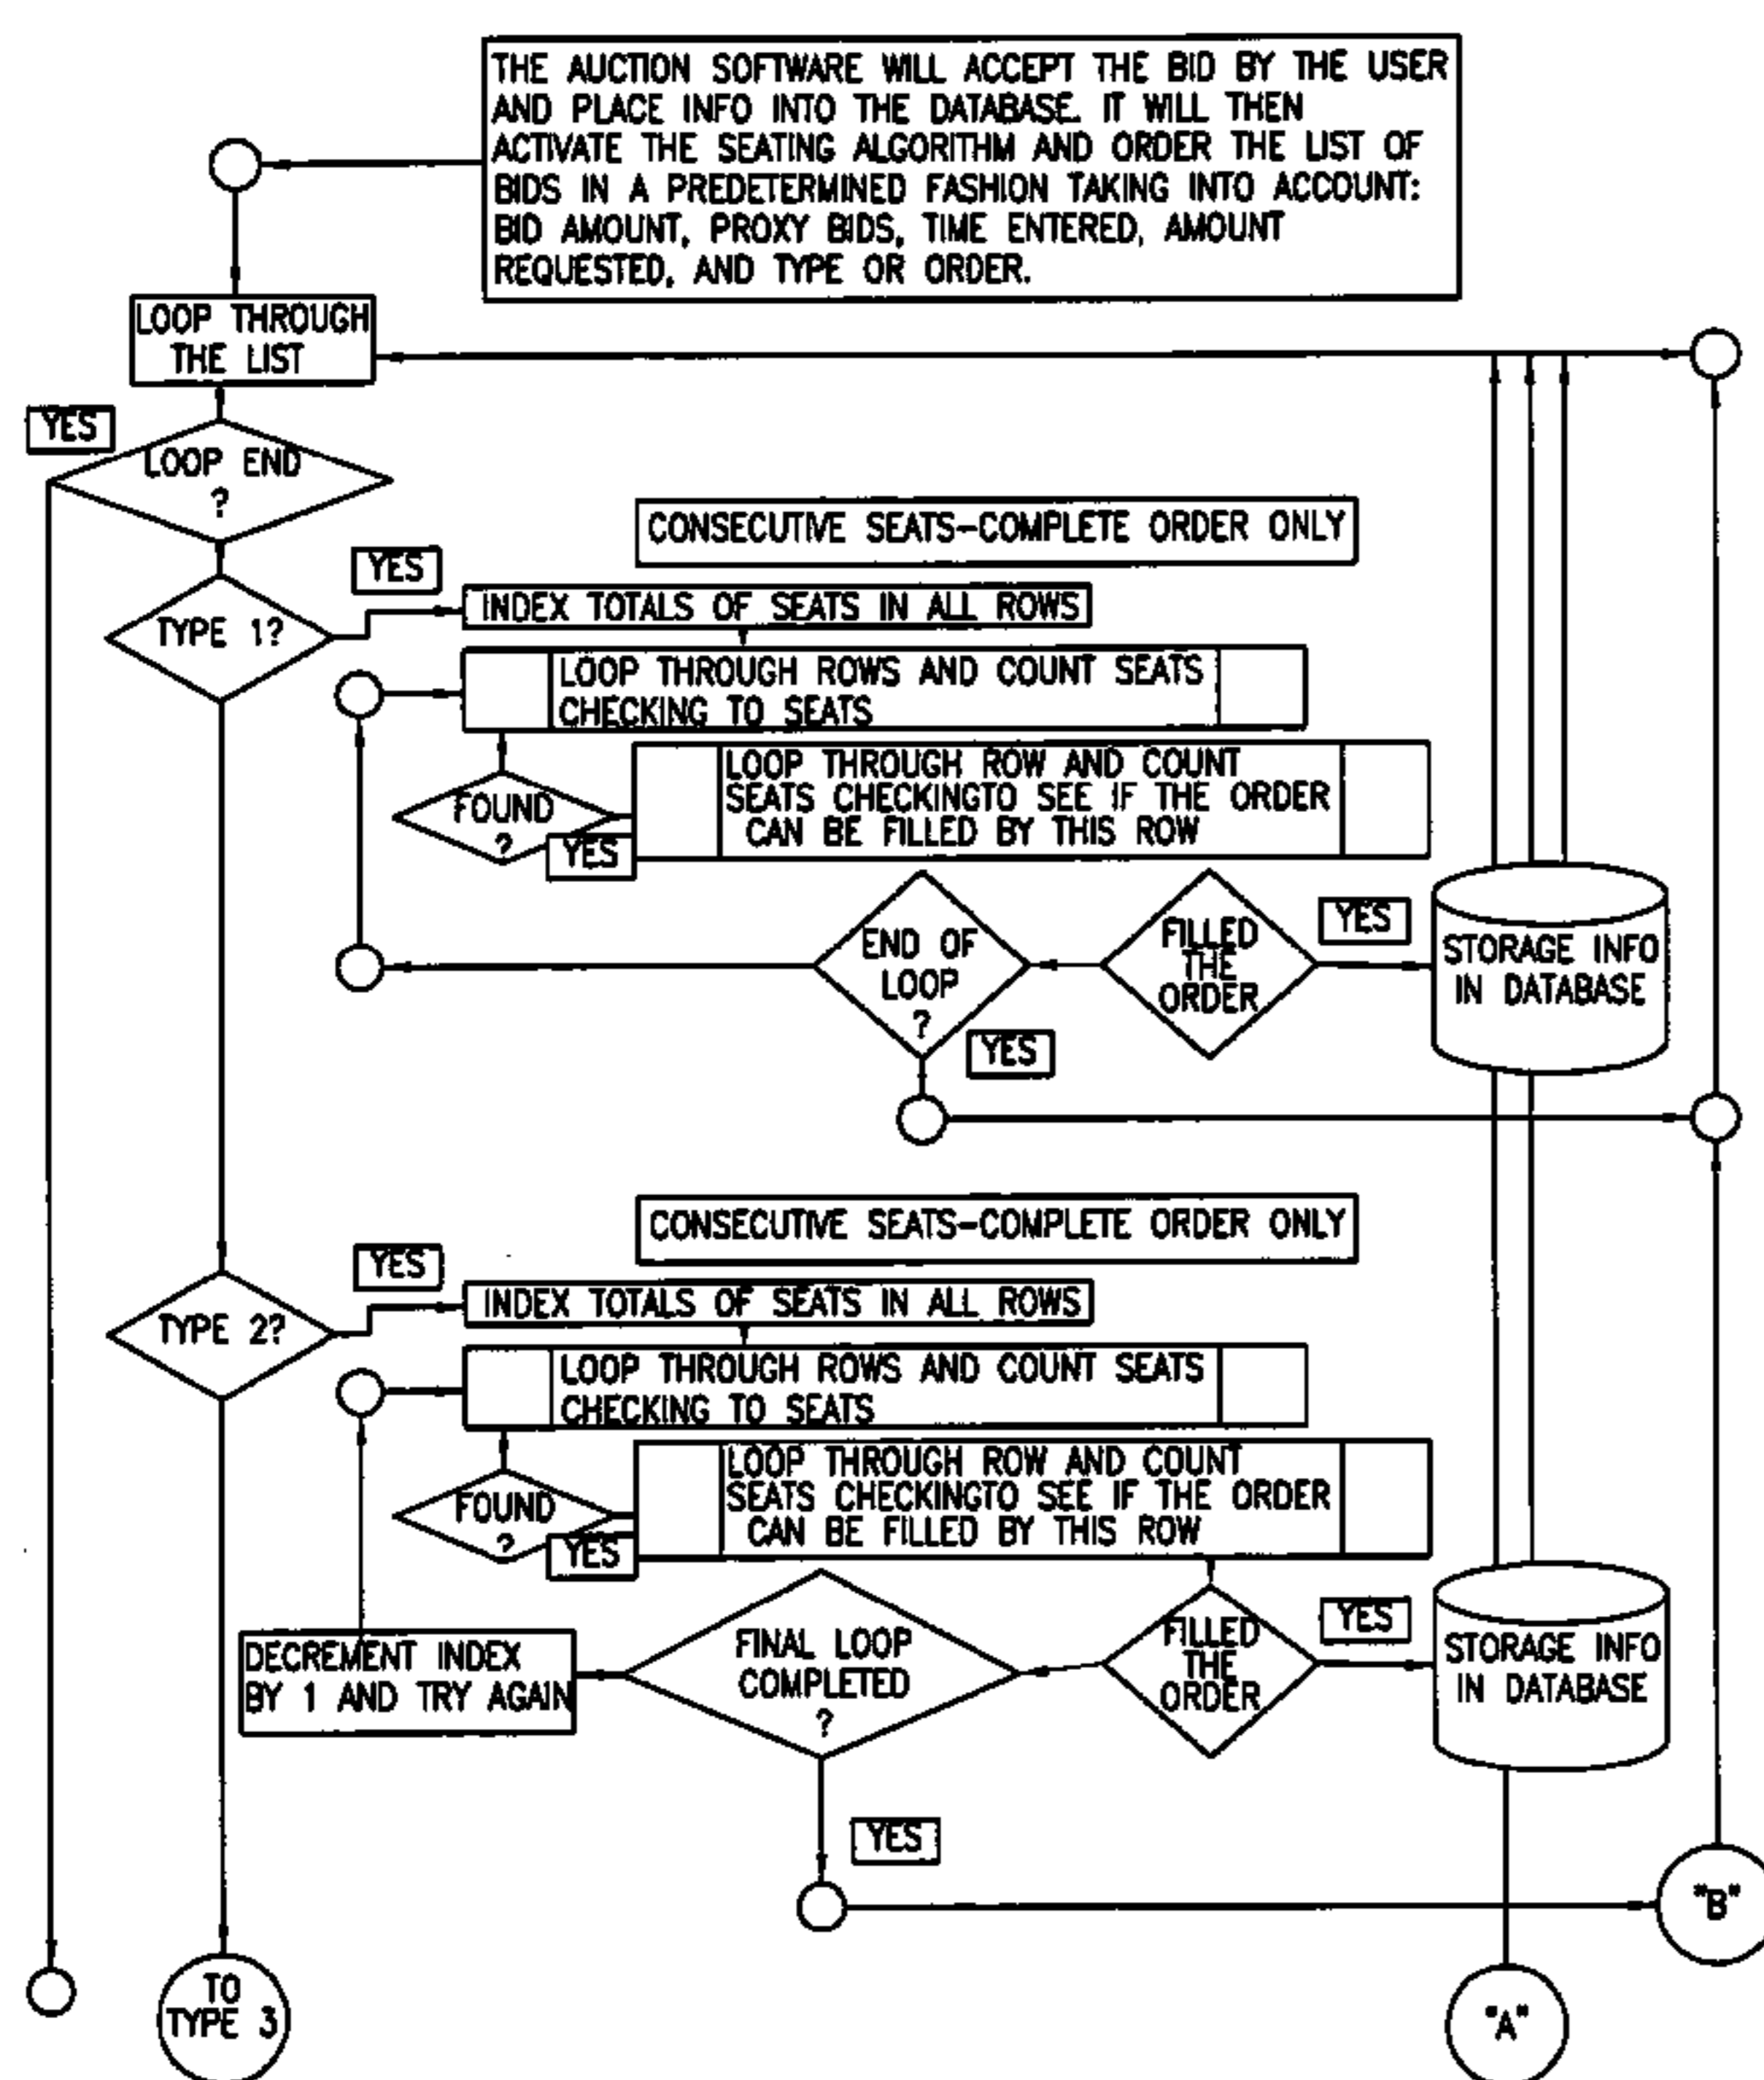 THE AUCTION SOFTWARE WILL ACCEPT THE BID BY THE USER
AND PLACE INFO INTO THE DATABASE. IT WILL THEN
ACTIVATE THE SEATING ALGORITHM AND ORDER THE LIST OF
BIDS IN A PREDETERMINED FASHION TAKING INTO ACCOUNT:
BID AMOUNT, PROXY BIDS, TIME ENTERED, AMOUNT
REQUESTED, AND TYPE OR ORDER.
LOOP THROUGH
THE LIST
YES
LOOP END
?
CONSECUTIVE SEATS-COMPLETE ORDER ONLY
YES
TYPE 1?
INDEX TOTALS OF SEATS IN ALL ROWS
LOOP THROUGH ROWS AND COUNT SEATS
CHECKING TO SEATS
FOUND
?
YES
LOOP THROUGH ROW AND COUNT
SEATS CHECKINGTO SEE IF THE ORDER
CAN BE FILLED BY THIS ROW
END OF
LOOP
?
YES
FILLED
THE
ORDER
YES
STORAGE INFO
IN DATABASE
CONSECUTIVE SEATS-COMPLETE ORDER ONLY
YES
TYPE 2?
INDEX TOTALS OF SEATS IN ALL ROWS
LOOP THROUGH ROWS AND COUNT SEATS
CHECKING TO SEATS
FOUND
?
YES
LOOP THROUGH ROW AND COUNT
SEATS CHECKINGTO SEE IF THE ORDER
CAN BE FILLED BY THIS ROW
DECREMENT INDEX
BY 1 AND TRY AGAIN
FINAL LOOP
COMPLETED
?
FILLED
THE
ORDER
YES
STORAGE INFO
IN DATABASE
YES
"B"
TO
TYPE 3
"A"